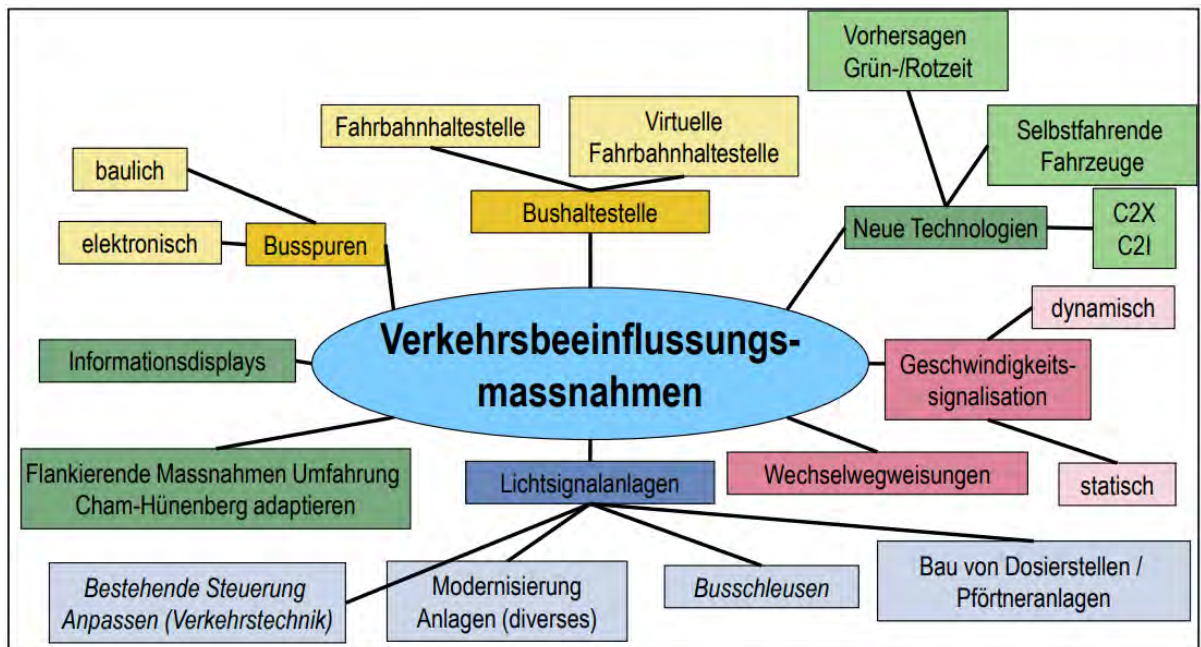 Vorhersagen
Grün-/Rotzeit
Fahrbahnhaltestelle
Virtuelle
Fahrbahnhaltestelle
Selbstfahrende
Fahrzeuge
baulich
Bushaltestelle
Neue Technologien
C2X
C2I
elektronisch
Busspuren
dynamisch
Verkehrsbeeinflussungs-
massnahmen
Informationsdisplays
Geschwindigkeits-
signalisation
Flankierende Massnahmen Umfahrung
Cham-Hünenberg adaptieren
Lichtsignalanlagen
Wechselwegweisungen
statisch
Bestehende Steuerung
Anpassen (Verkehrstechnik)
Modernisierung
Anlagen (diverses)
Busschleusen
Bau von Dosierstellen /
Pförtneranlagen